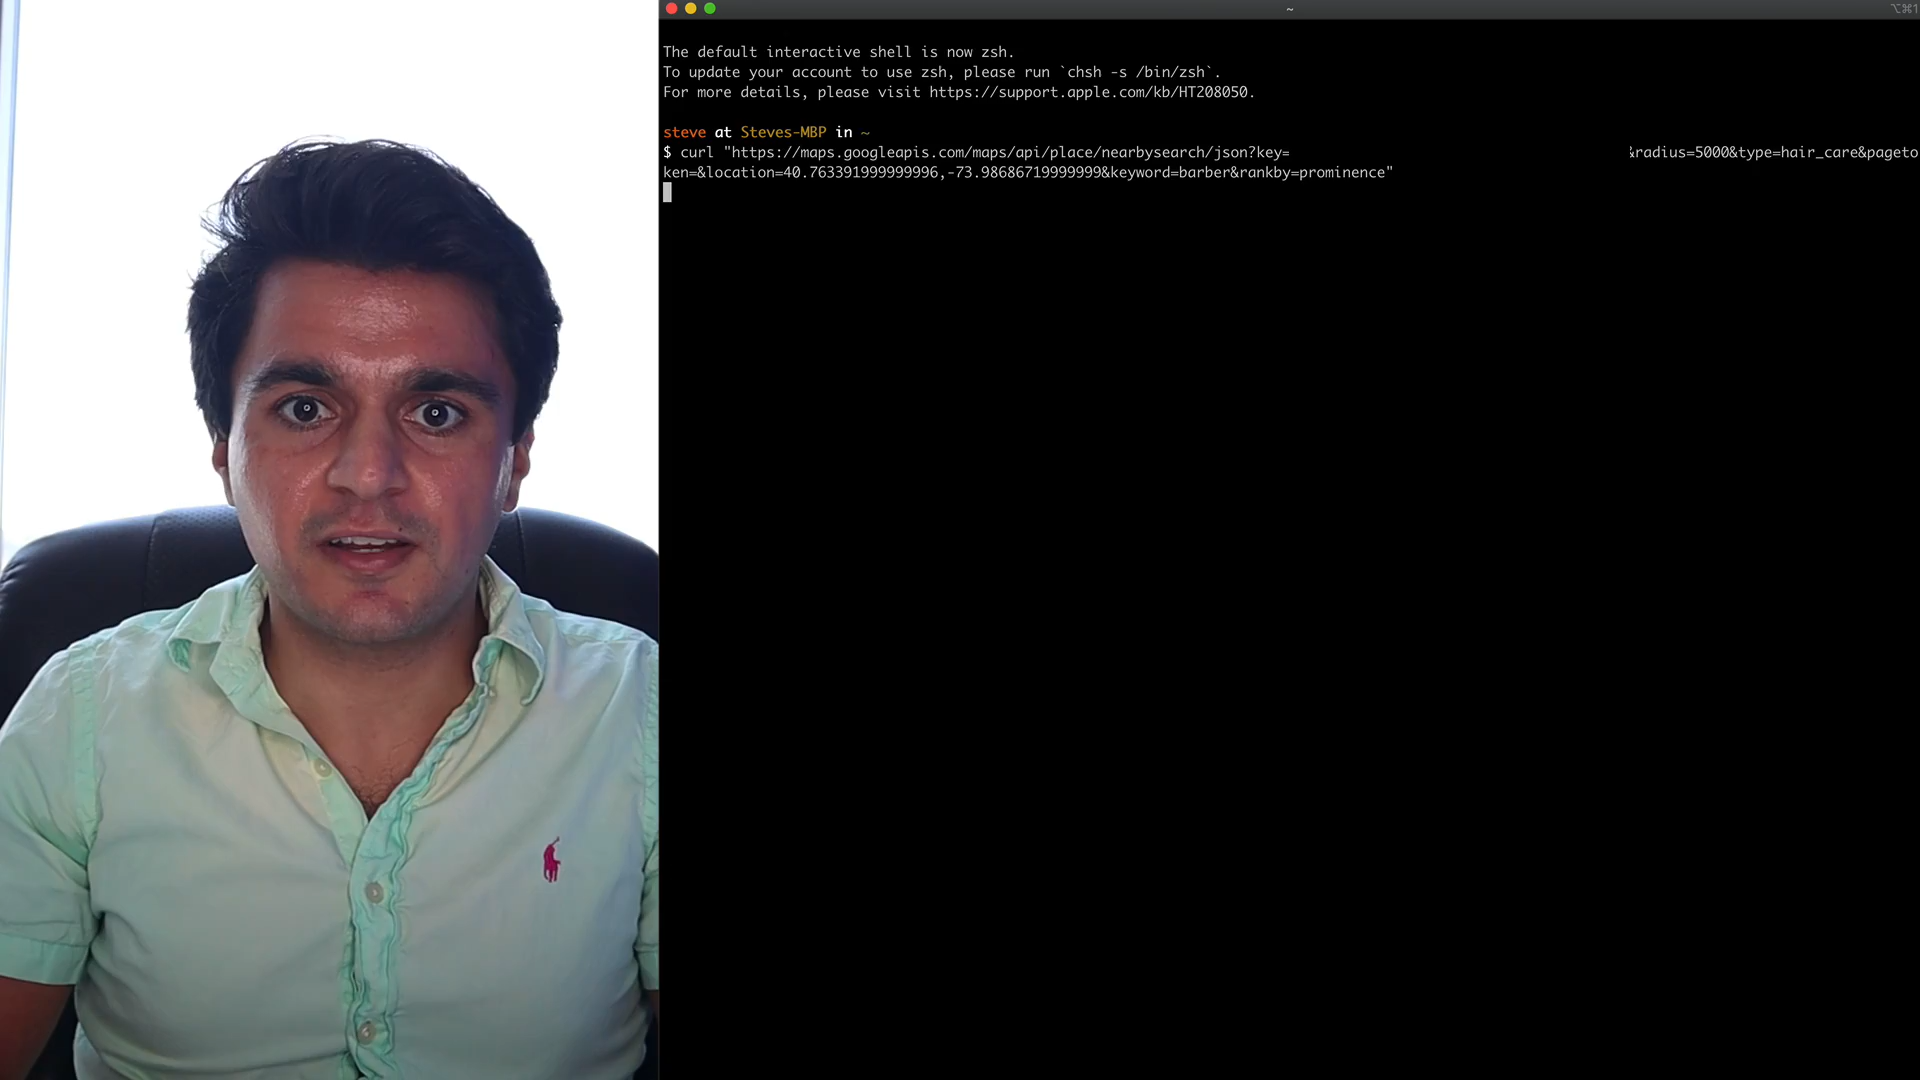 ~
⌥⌘1
The default interactive shell is now zsh.
To update your account to use zsh, please run `chsh -s /bin/zsh`.
For more details, please visit https://support.apple.com/kb/HT208050.
steve at Steves-MBP in ~
$ curl "https://maps.googleapis.com/maps/api/place/nearbysearch/json?key= &radius=5000&type=hair_care&pageto
ken=&location=40.763391999999996,-73.98686719999999&keyword=barber&rankby=prominence"